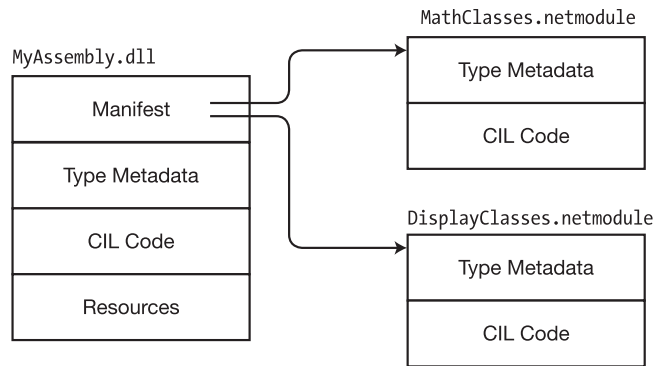 MyAssembly.dll
Manifest
Type Metadata
CIL Code
Resources
MathClasses.netmodule
Type Metadata
CIL Code
DisplayClasses.netmodule
Type Metadata
CIL Code